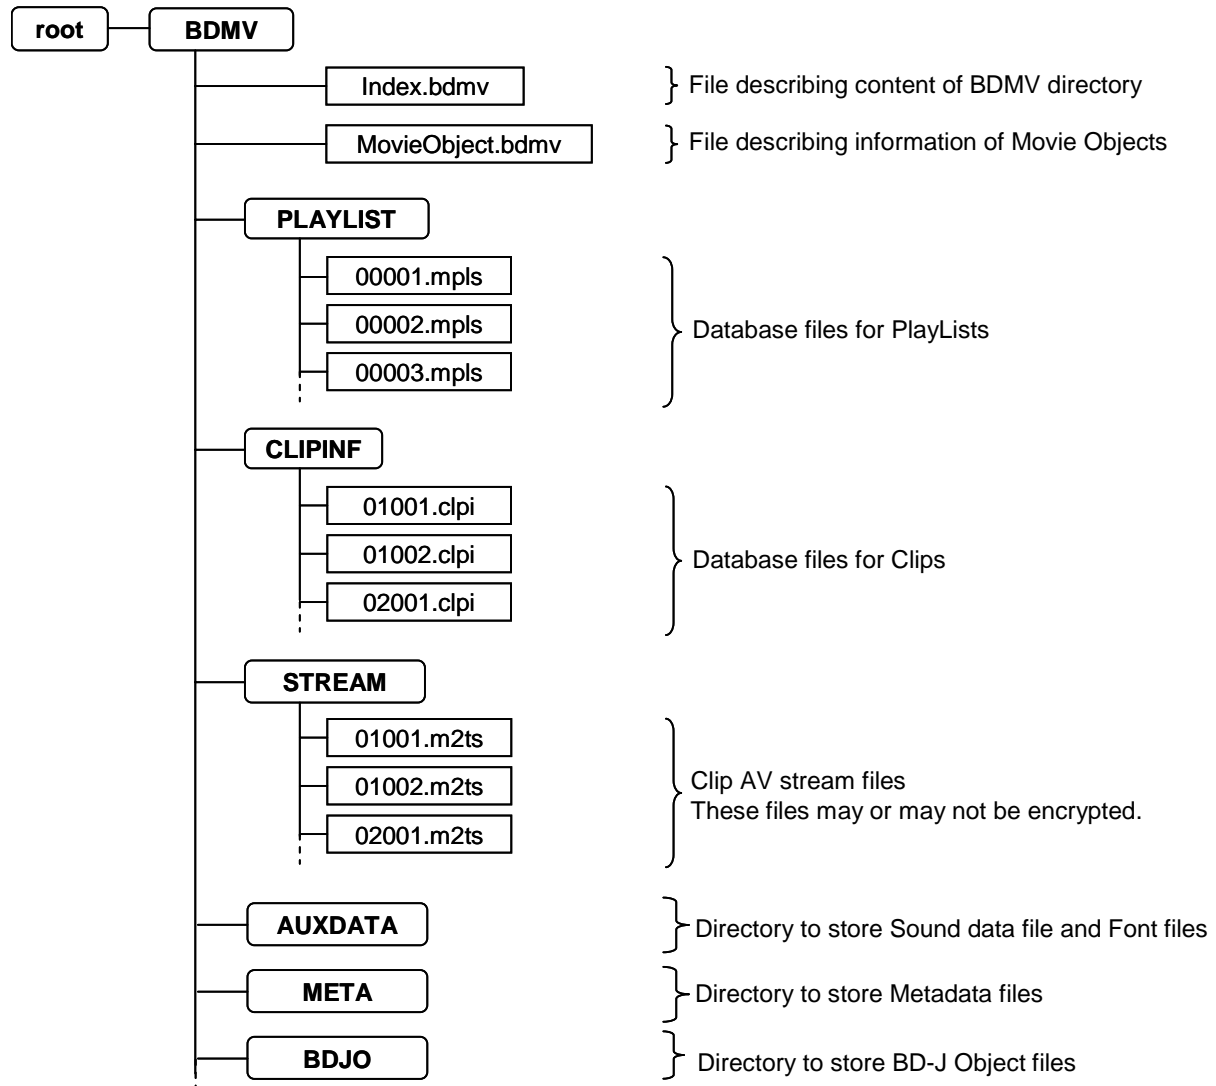 root
BDMV
Index.bdmv
File describing content of BDMV directory
MovieObject.bdmv
File describing information of Movie Objects
PLAYLIST
00001.mpls
00002.mpls
00003.mpls
Database files for PlayLists
CLIPINF
01001.clpi
01002.clpi
02001.clpi
Database files for Clips
STREAM
01001.m2ts
01002.m2ts
02001.m2ts
Clip AV stream files
These files may or may not be encrypted.
AUXDATA
Directory to store Sound data file and Font files
META
Directory to store Metadata files
BDJO
Directory to store BD-J Object files